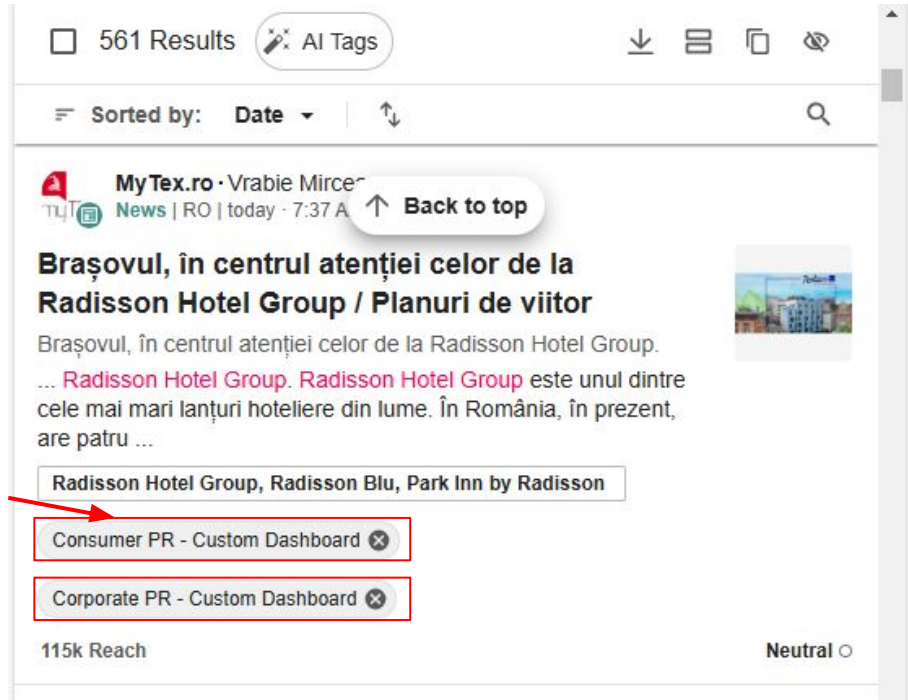 561 Results AI Tags
Sorted by: Date
MyTex.ro · Vrabie Mircea
News | RO | today · 7:37 A
Back to top
Brașovul, în centrul atenției celor de la
Radisson Hotel Group / Planuri de viitor
Brașovul, în centrul atenției celor de la Radisson Hotel Group.
... Radisson Hotel Group. Radisson Hotel Group este unul dintre
cele mai mari lanțuri hoteliere din lume. În România, în prezent,
are patru ...
Radisson Hotel Group, Radisson Blu, Park Inn by Radisson
Consumer PR - Custom Dashboard
Corporate PR - Custom Dashboard
115k Reach
Neutral